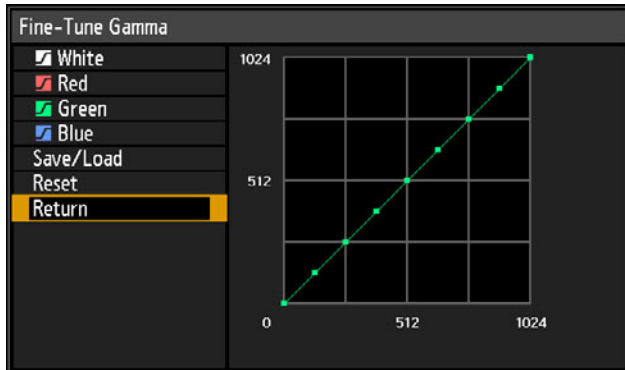 Fine-Tune Gamma
White
Red
Green
Blue
Save/Load
Reset
Return
1024
512
0 512 1024